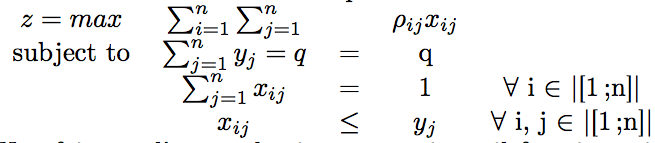 z = max ∑_{i=1}^{n} ∑_{j=1}^{n} ρ_{ij}x_{ij}
subject to ∑_{j=1}^{n} y_j = q = q
∑_{j=1}^{n} x_{ij} = 1 ∀ i ∈ |[1 ;n]|
x_{ij} ≤ y_j ∀ i, j ∈ |[1 ;n]|